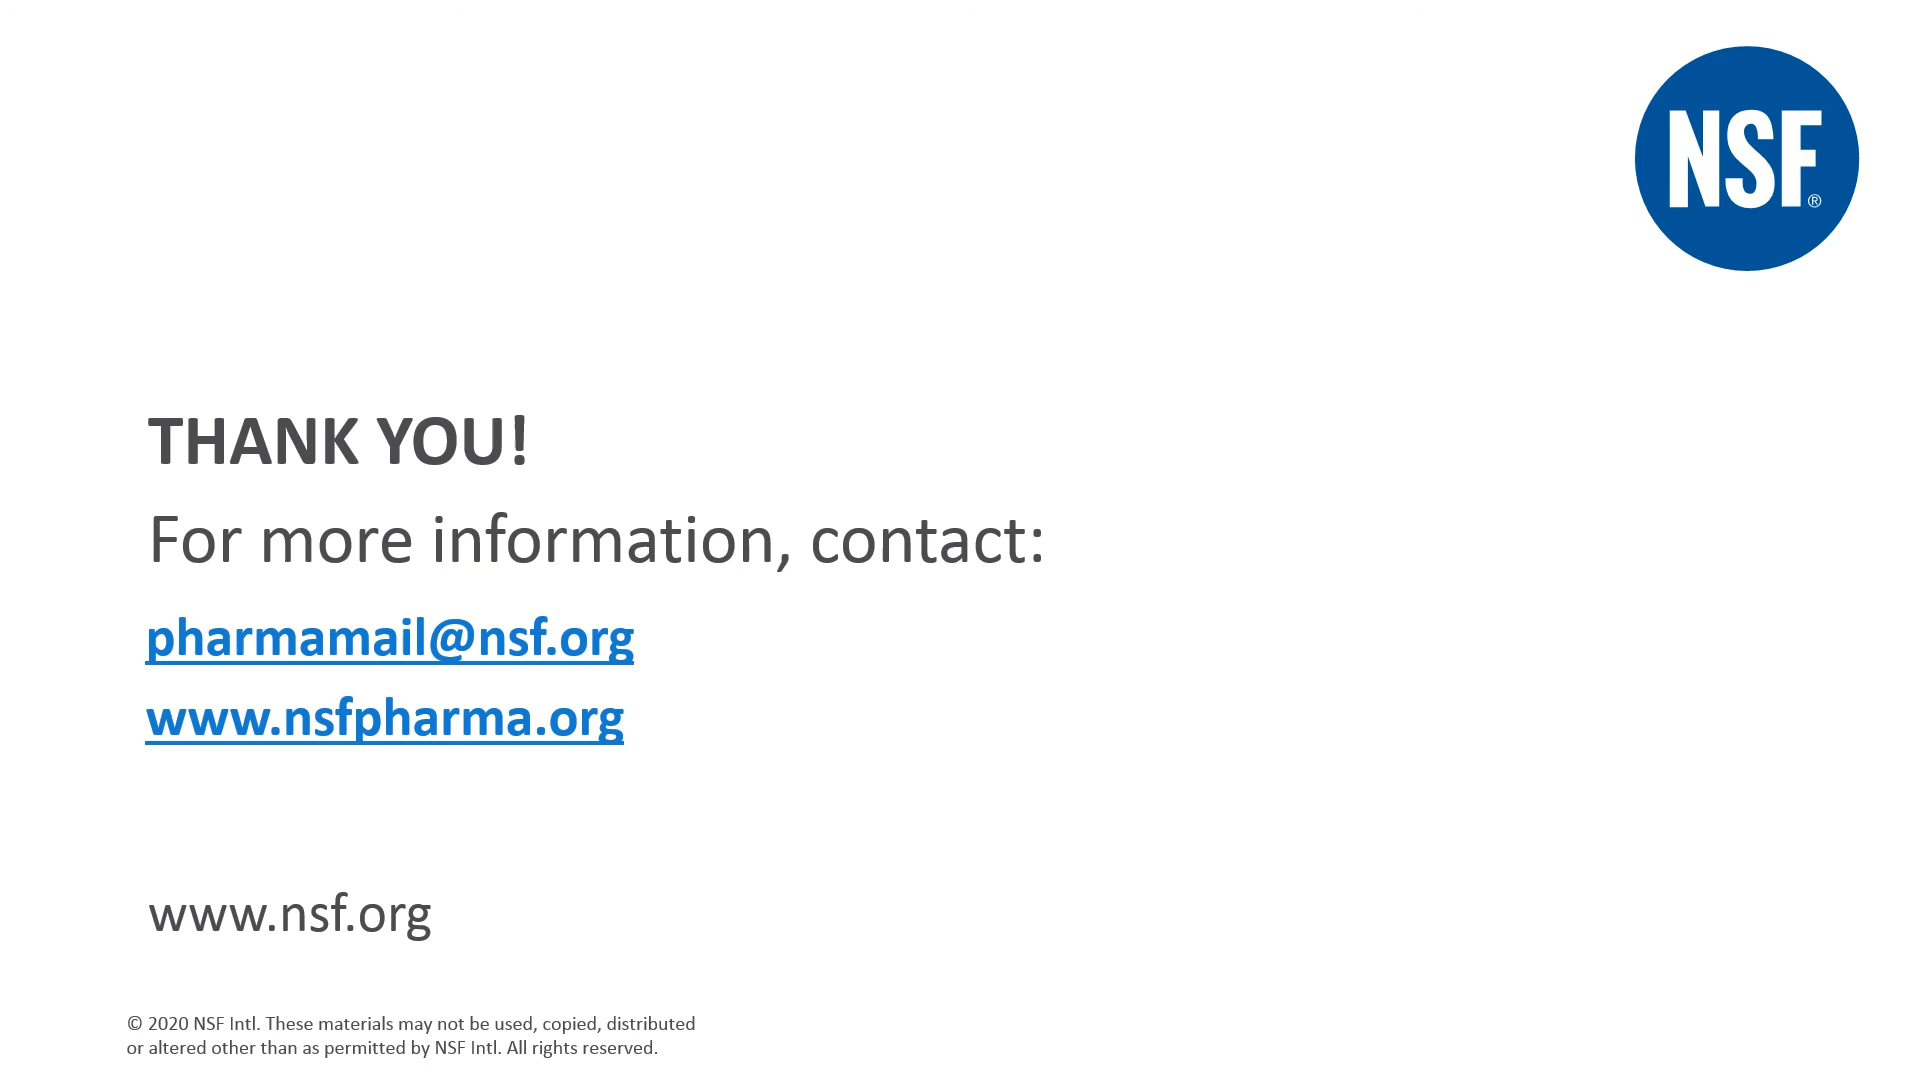 NSF®
THANK YOU!
For more information, contact:
pharmamail@nsf.org
www.nsfpharma.org
www.nsf.org
© 2020 NSF Intl. These materials may not be used, copied, distributed
or altered other than as permitted by NSF Intl. All rights reserved.